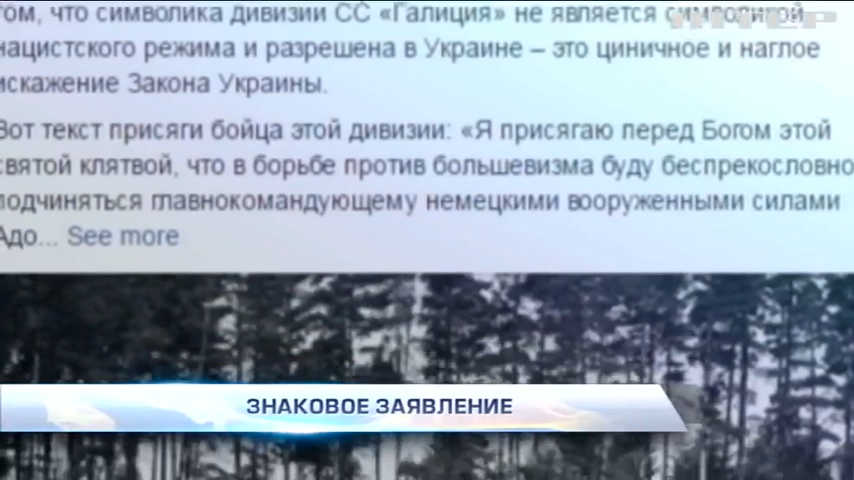 том, что символика дивизии СС «Галиция» не является символикой
нацистского режима и разрешена в Украине – это циничное и наглое
искажение Закона Украины.
Вот текст присяги бойца этой дивизии: «Я присягаю перед Богом этой
святой клятвой, что в борьбе против большевизма буду беспрекословно
подчиняться главнокомандующему немецкими вооруженными силами
Адо... See more
ЗНАКОВОЕ ЗАЯВЛЕНИЕ